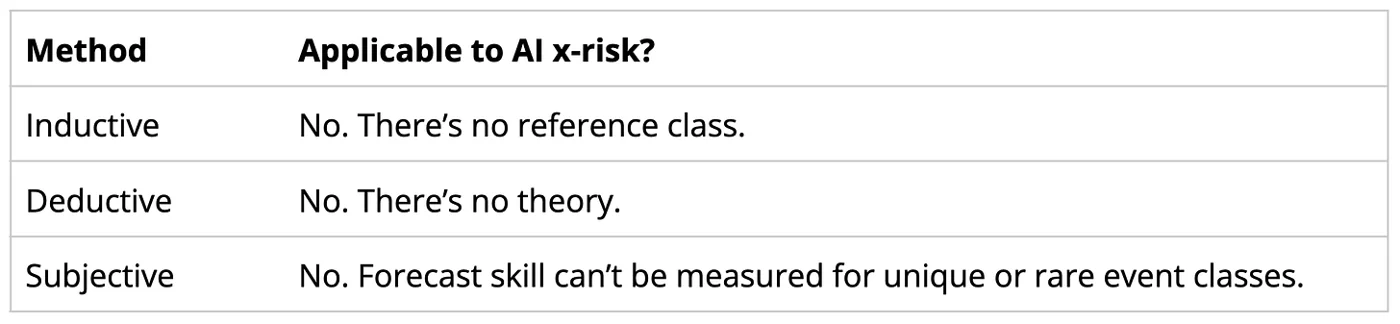 Method Applicable to AI x-risk?
Inductive No. There’s no reference class.
Deductive No. There’s no theory.
Subjective No. Forecast skill can’t be measured for unique or rare event classes.